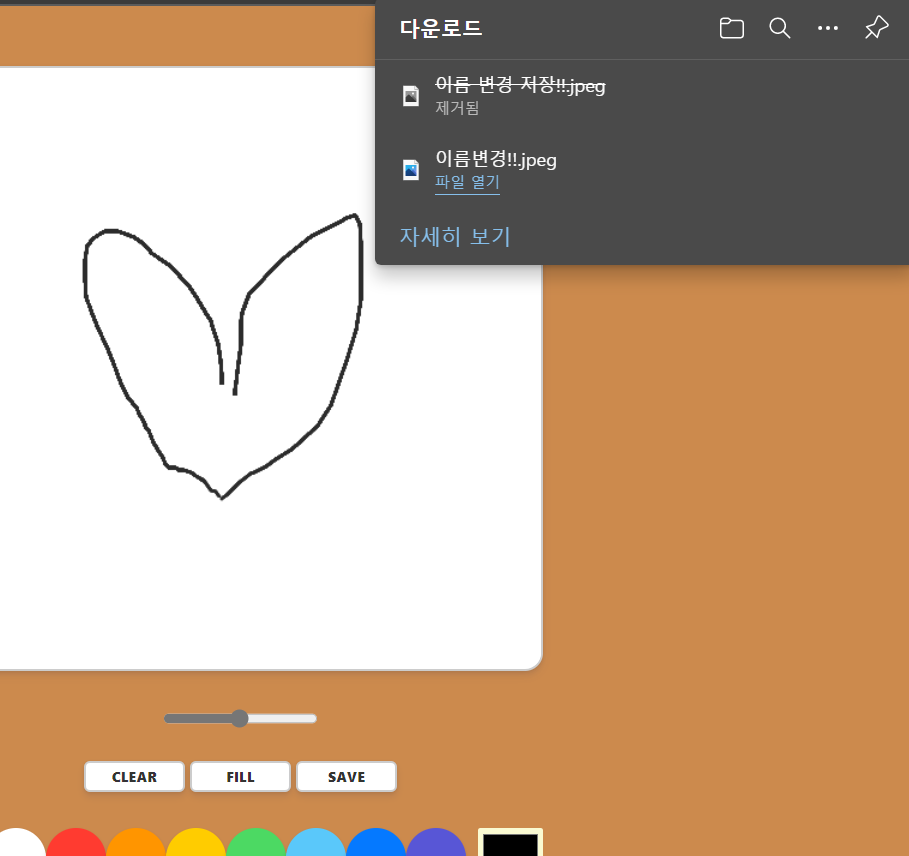 다운로드
이름 변경 저장!!.jpeg
제거됨
이름변경!!.jpeg
파일 열기
자세히 보기
CLEAR FILL SAVE